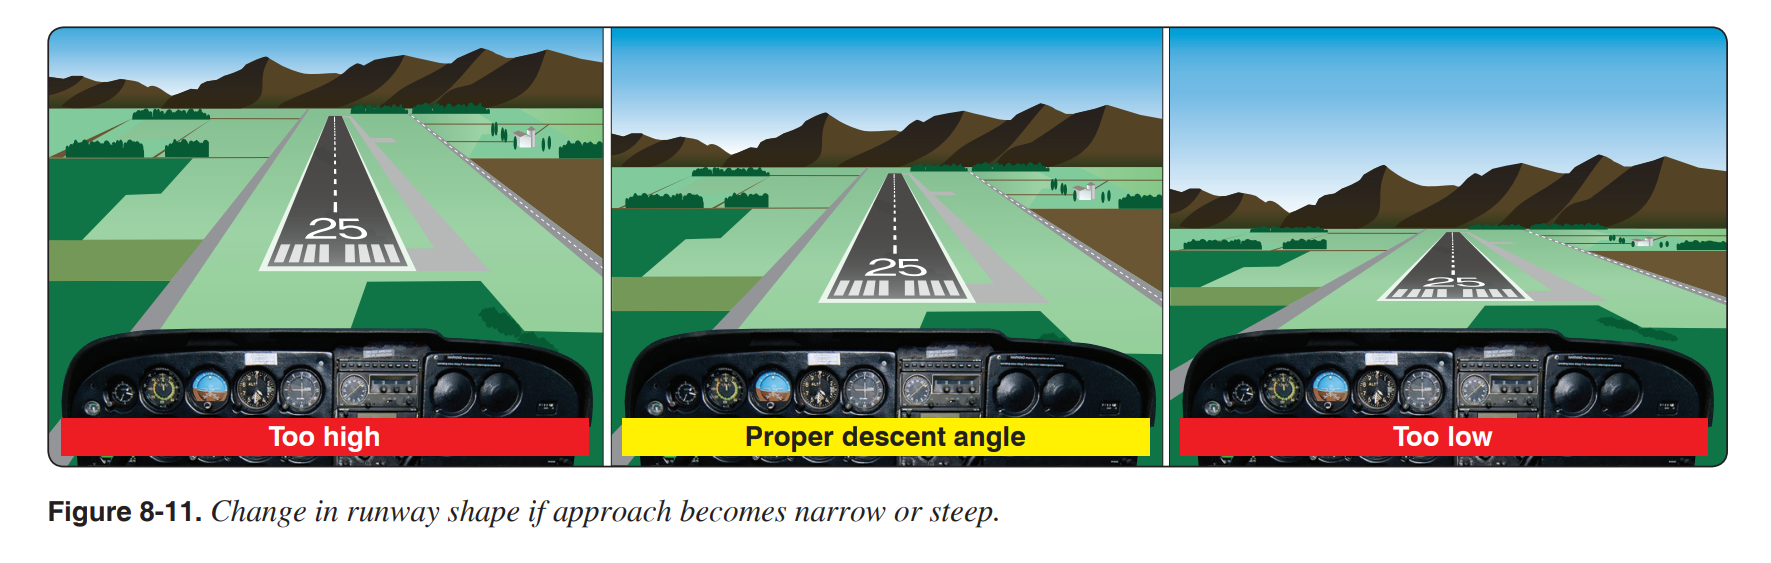 25
25
25
Too high
Proper descent angle
Too low
Figure 8-11. Change in runway shape if approach becomes narrow or steep.